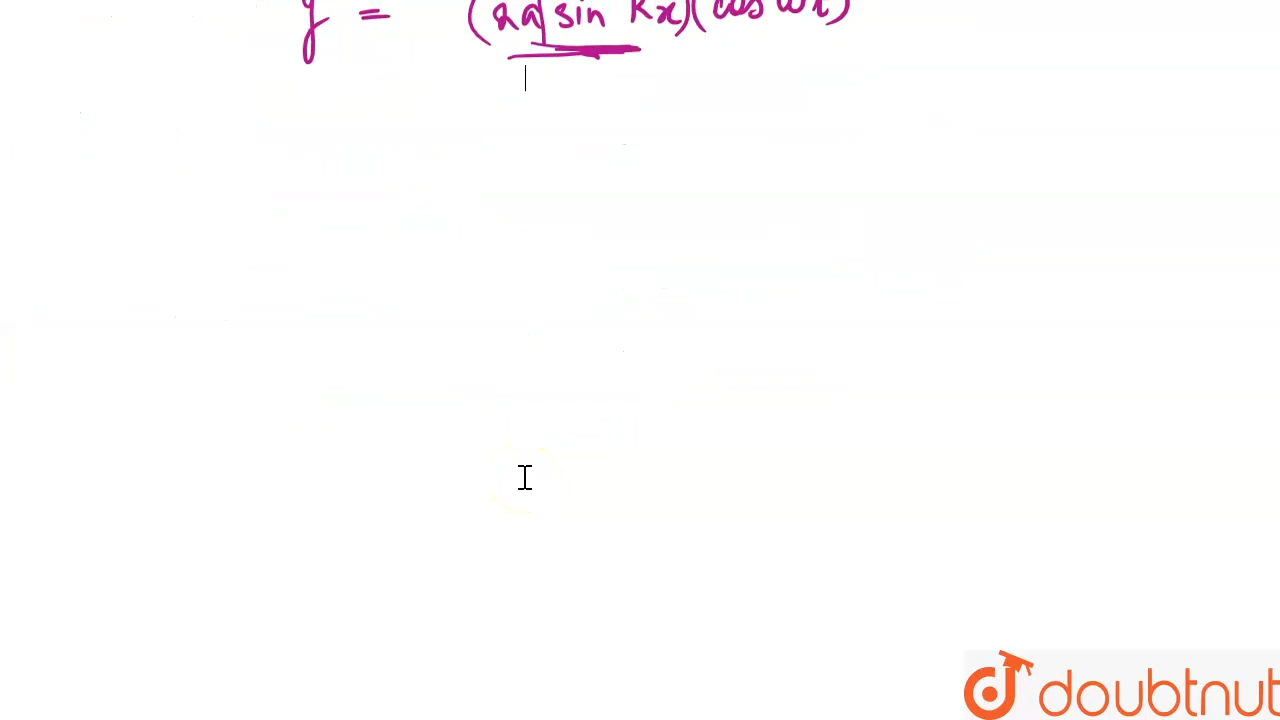 y = (2a sin kx)(cos ωt)
doubtnut